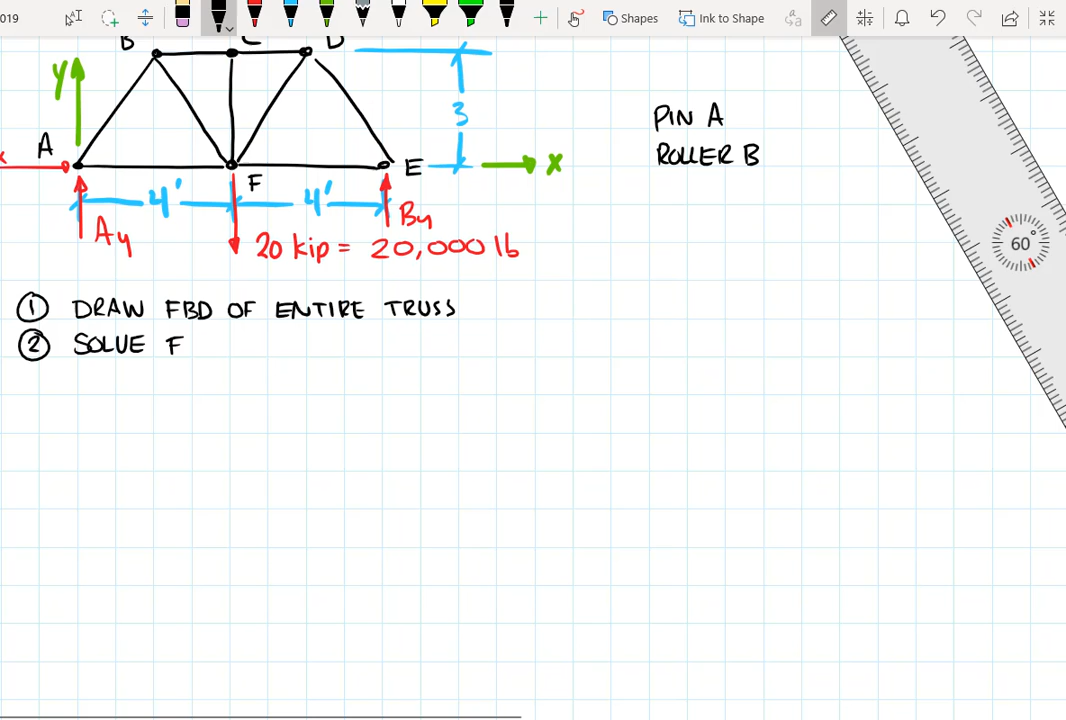 019
Shapes
Ink to Shape
B C D
Y
3
PIN A
A
ROLLER B
x
E
X
F
4' 4'
Ay
By
20 kip = 20,000 lb
60°
① DRAW FBD OF ENTIRE TRUSS
② SOLVE F